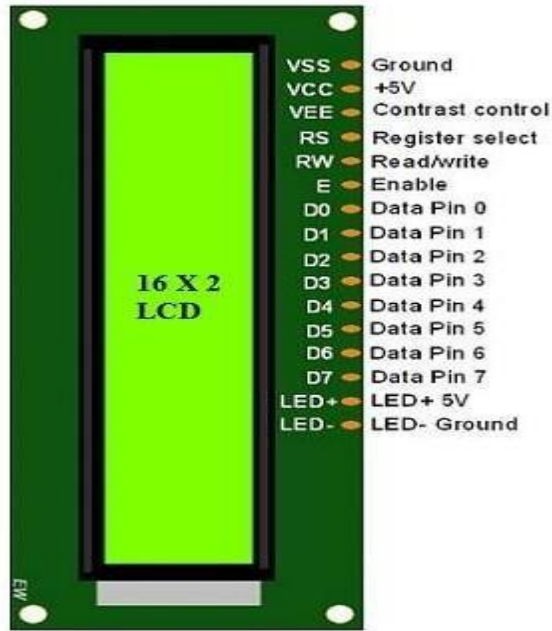 VSS Ground
VCC +5V
VEE Contrast control
RS Register select
RW Read/write
E Enable
D0 Data Pin 0
D1 Data Pin 1
D2 Data Pin 2
D3 Data Pin 3
16 X 2
LCD
D4 Data Pin 4
D5 Data Pin 5
D6 Data Pin 6
D7 Data Pin 7
LED+ LED+ 5V
LED- LED- Ground
EW